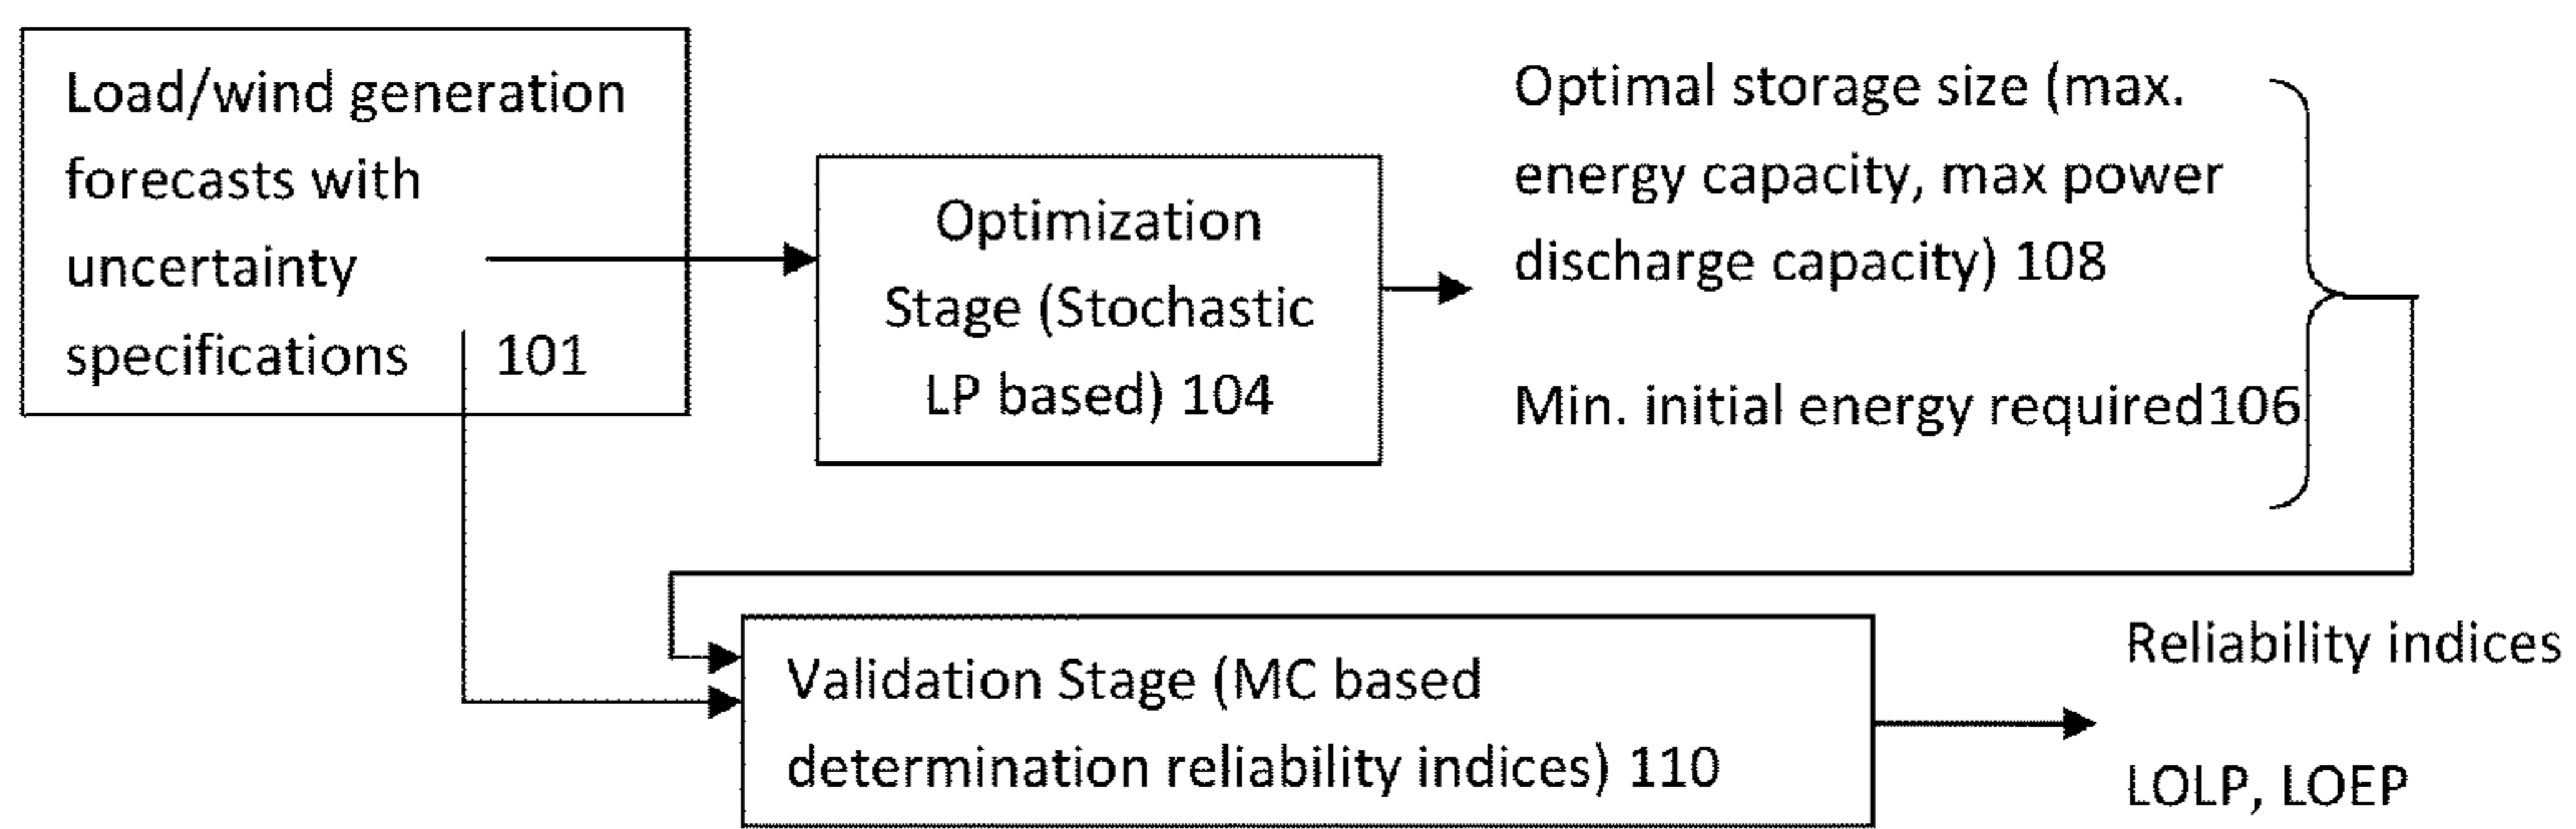 Load/wind generation
forecasts with
uncertainty
specifications 101
Optimization
Stage (Stochastic
LP based) 104
Optimal storage size (max.
energy capacity, max power
discharge capacity) 108
Min. initial energy required106
Validation Stage (MC based
determination reliability indices) 110
Reliability indices
LOLP, LOEP